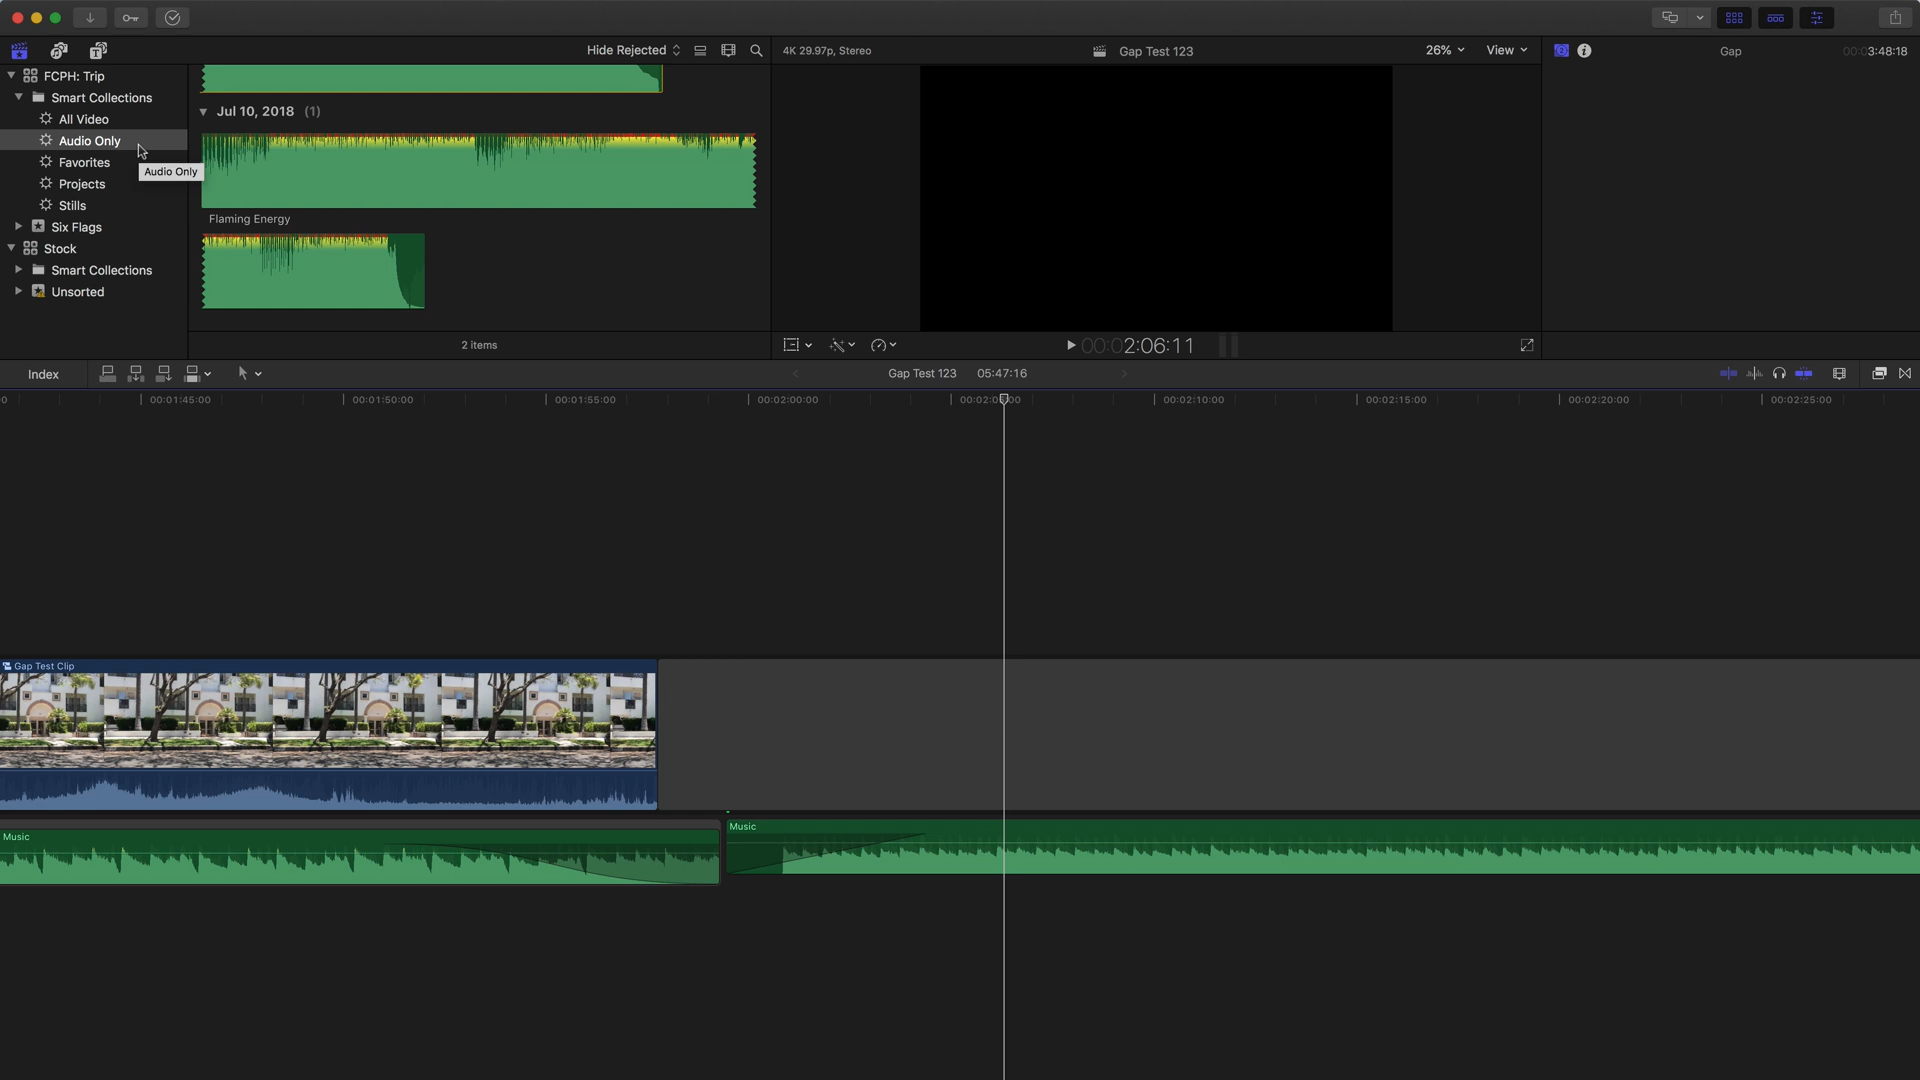 Hide Rejected
4K 29.97p, Stereo
Gap Test 123
26%
View
Gap
00:03:48:18
FCPH: Trip
Smart Collections
All Video
Audio Only
Favorites
Projects
Stills
Six Flags
Stock
Smart Collections
Unsorted
Audio Only
Jul 10, 2018 (1)
Flaming Energy
2 items
00:02:06:11
Index
Gap Test 123 05:47:16
00:01:45:00
00:01:50:00
00:01:55:00
00:02:00:00
00:02:10:00
00:02:15:00
00:02:20:00
00:02:25:00
Gap Test Clip
Music
Music